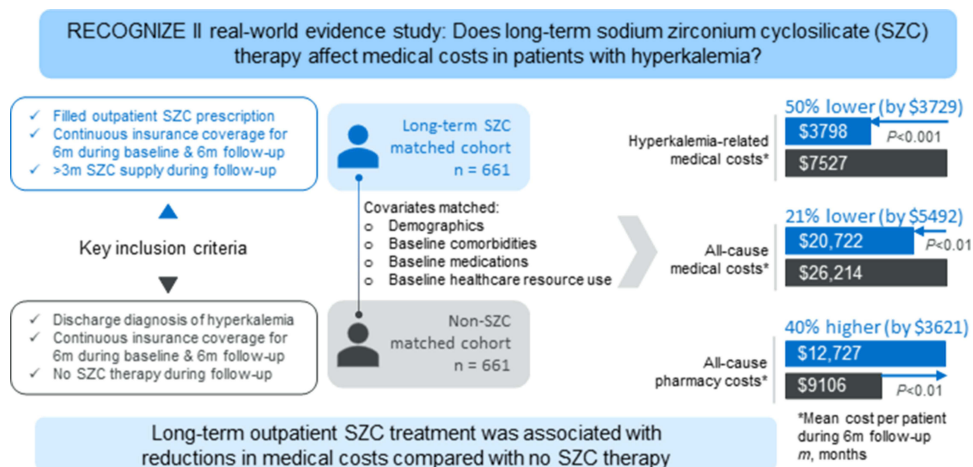 RECOGNIZE II real-world evidence study: Does long-term sodium zirconium cyclosilicate (SZC)
therapy affect medical costs in patients with hyperkalemia?
✓ Filled outpatient SZC prescription
✓ Continuous insurance coverage for
6m during baseline & 6m follow-up
✓ >3m SZC supply during follow-up
Key inclusion criteria
✓ Discharge diagnosis of hyperkalemia
✓ Continuous insurance coverage for
6m during baseline & 6m follow-up
✓ No SZC therapy during follow-up
Long-term SZC
matched cohort
n = 661
Covariates matched:
o Demographics
o Baseline comorbidities
o Baseline medications
o Baseline healthcare resource use
Non-SZC
matched cohort
n = 661
50% lower (by $3729)
Hyperkalemia-related
medical costs*
$3798
P<0.001
$7527
21% lower (by $5492)
All-cause
medical costs*
$20,722
P<0.01
$26,214
40% higher (by $3621)
All-cause
pharmacy costs*
$12,727
$9106
P<0.01
*Mean cost per patient
during 6m follow-up
m, months
Long-term outpatient SZC treatment was associated with
reductions in medical costs compared with no SZC therapy